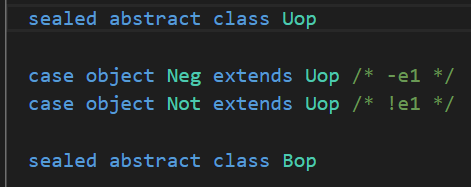 sealed abstract class Uop
case object Neg extends Uop /* -e1 */
case object Not extends Uop /* !e1 */
sealed abstract class Bop